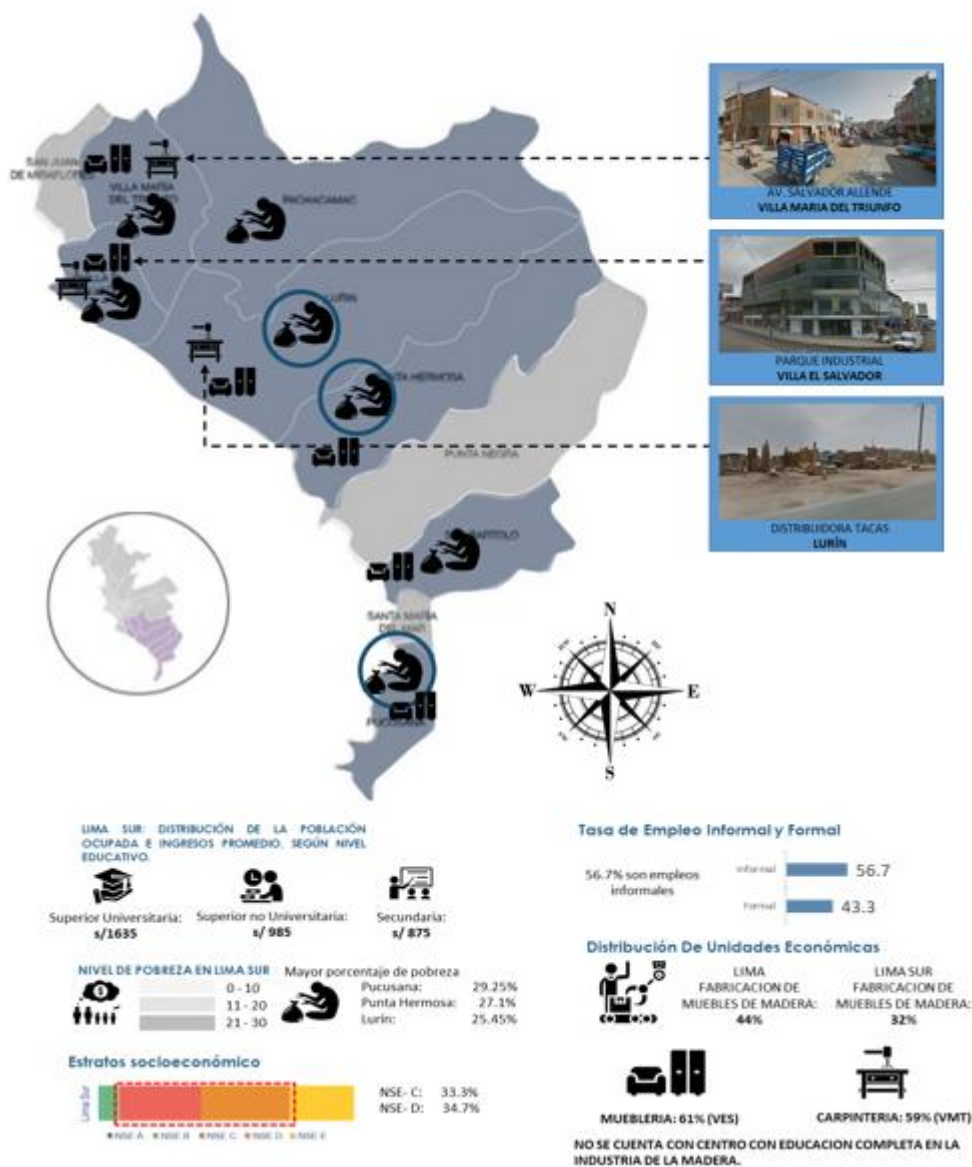 SAN JUAN
DE MIRAFLORES
VILLA MARIA
DEL TRIUNFO
PACHACAMAC
VILLA
LURIN
PUNTA HERMOSA
PUNTA NEGRA
SANTA MARIA
DEL MAR
PUCUSANA
AV. SALVADOR ALLENDE
VILLA MARIA DEL TRIUNFO
PARQUE INDUSTRIAL
VILLA EL SALVADOR
DISTRIBUIDORA TACAS
LURÍN
N
W
E
S
LIMA SUR: DISTRIBUCIÓN DE LA POBLACIÓN
OCUPADA E INGRESOS PROMEDIO, SEGÚN NIVEL
EDUCATIVO.
Superior Universitaria:
s/1635
Superior no Universitaria:
s/ 985
Secundaria:
s/ 875
NIVEL DE POBREZA EN LIMA SUR
0 - 10
11 - 20
21 - 30
Mayor porcentaje de pobreza
Pucusana: 29.25%
Punta Hermosa: 27.1%
Lurín: 25.45%
Estratos socioeconómico
Lima Sur
NSE- C: 33.3%
NSE- D: 34.7%
NSE A NSE B NSE C NSE D NSE E
Tasa de Empleo Informal y Formal
56.7% son empleos
informales
Informal 56.7
Formal 43.3
Distribución De Unidades Económicas
LIMA
FABRICACION DE
MUEBLES DE MADERA:
44%
LIMA SUR
FABRICACION DE
MUEBLES DE MADERA:
32%
MUEBLERIA: 61% (VES)
CARPINTERIA: 59% (VMT)
NO SE CUENTA CON CENTRO CON EDUCACION COMPLETA EN LA
INDUSTRIA DE LA MADERA.